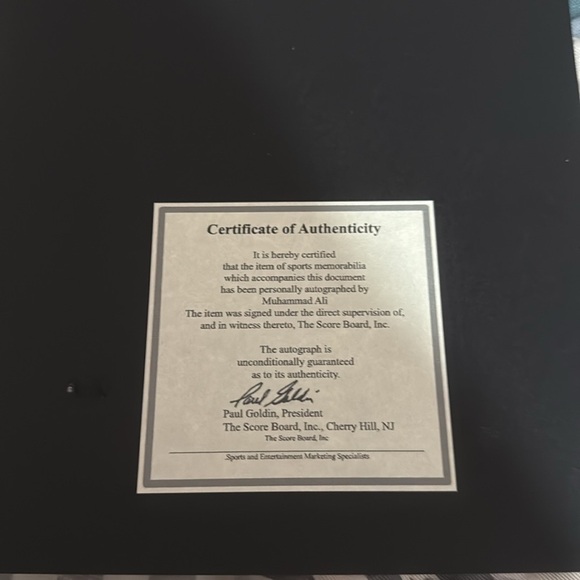 Certificate of Authenticity
It is hereby certified
that the item of sports memorabilia
which accompanies this document
has been personally autographed by
Muhammad Ali
The item was signed under the direct supervision of,
and in witness thereto, The Score Board, Inc.
The autograph is
unconditionally guaranteed
as to its authenticity.
Paul Goldin
Paul Goldin, President
The Score Board, Inc., Cherry Hill, NJ
The Score Board, Inc
Sports and Entertainment Marketing Specialists